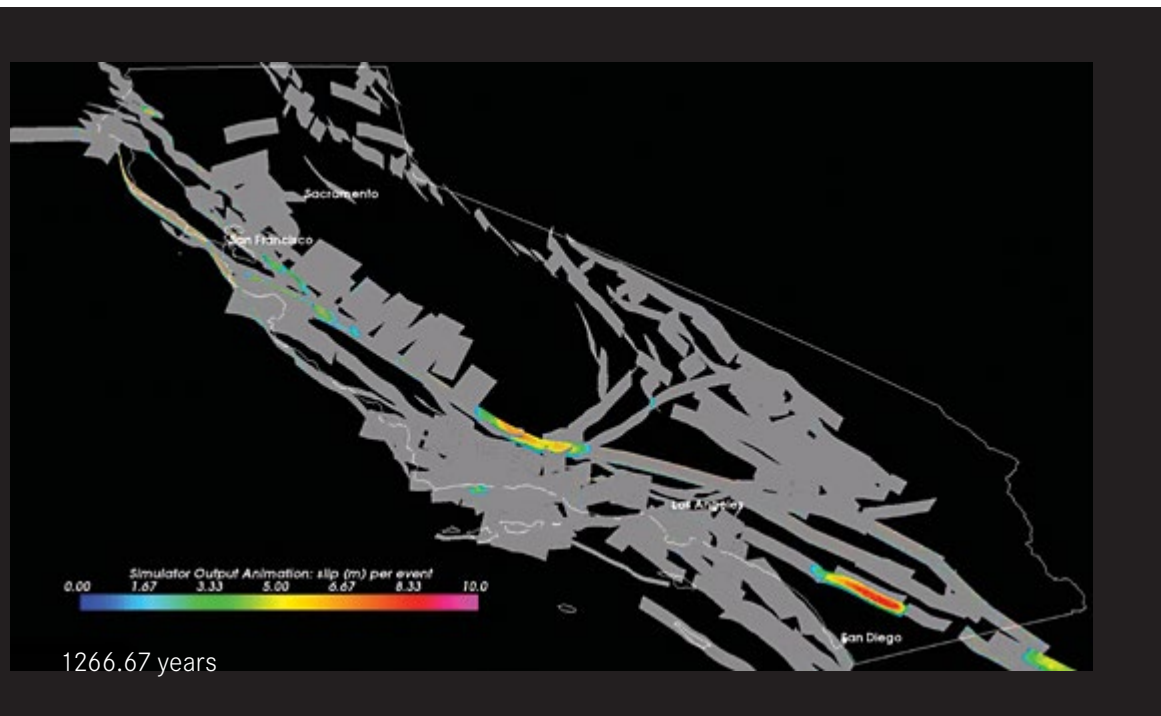 Sacramento
San Francisco
Los Angeles
Simulator Output Animation: slip (m) per event
0.00 1.67 3.33 5.00 6.67 8.33 10.0
San Diego
1266.67 years